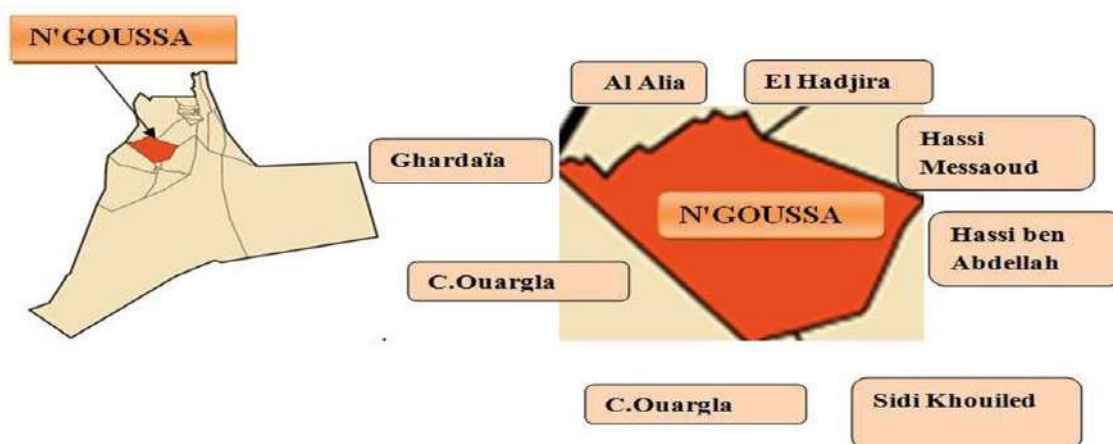 N'GOUSSA
Al Alia
El Hadjira
Ghardaïa
Hassi
Messaoud
N'GOUSSA
Hassi ben
Abdellah
C.Ouargla
C.Ouargla
Sidi Khouiled